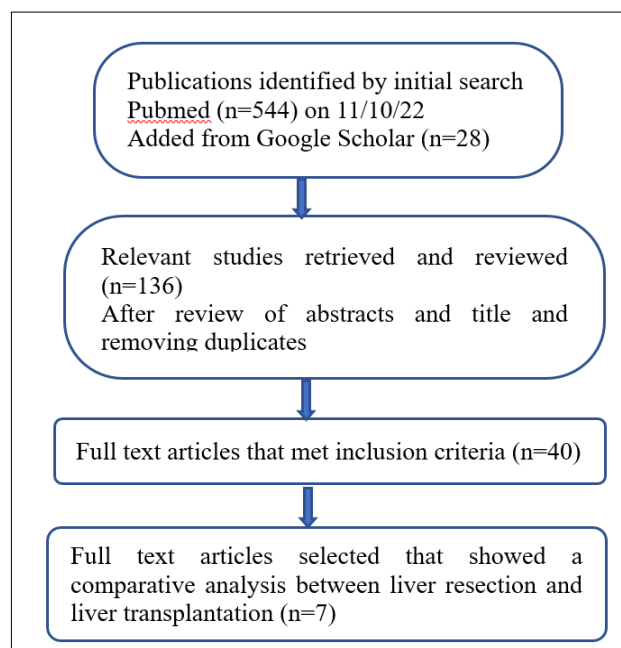 Publications identified by initial search
Pubmed (n=544) on 11/10/22
Added from Google Scholar (n=28)
Relevant studies retrieved and reviewed
(n=136)
After review of abstracts and title and
removing duplicates
Full text articles that met inclusion criteria (n=40)
Full text articles selected that showed a
comparative analysis between liver resection and
liver transplantation (n=7)